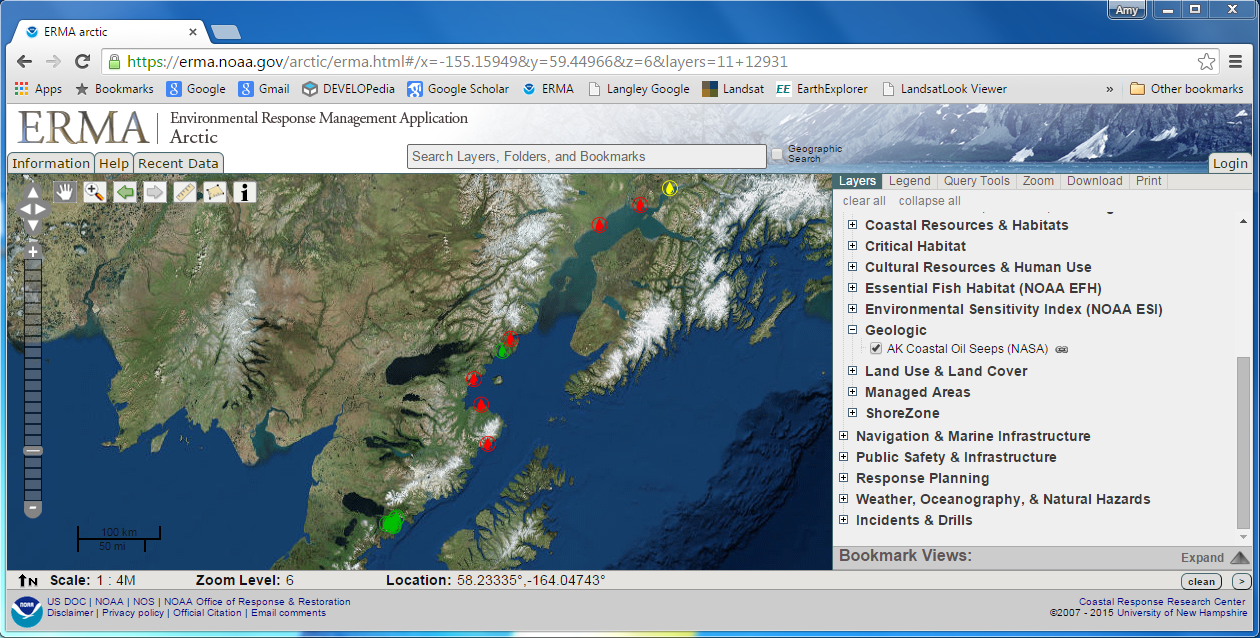 Amy
ERMA arctic
https://erma.noaa.gov/arctic/erma.html#/x=-155.15949&y=59.44966&z=6&layers=11+12931
Apps Bookmarks Google Gmail DEVELOPedia Google Scholar ERMA Langley Google Landsat EE EarthExplorer LandsatLook Viewer » Other bookmarks
ERMA Environmental Response Management Application
Arctic
Search Layers, Folders, and Bookmarks
Geographic
Search
Information Help Recent Data
Login
Layers Legend Query Tools Zoom Download Print
clear all collapse all
Coastal Resources & Habitats
Critical Habitat
Cultural Resources & Human Use
Essential Fish Habitat (NOAA EFH)
Environmental Sensitivity Index (NOAA ESI)
Geologic
AK Coastal Oil Seeps (NASA)
Land Use & Land Cover
Managed Areas
ShoreZone
Navigation & Marine Infrastructure
Public Safety & Infrastructure
Response Planning
Weather, Oceanography, & Natural Hazards
Incidents & Drills
100 km
50 mi
Bookmark Views:
Expand
N Scale: 1 : 4M Zoom Level: 6 Location: 58.23335°,-164.04743°
clean >
NOAA
US DOC | NOAA | NOS | NOAA Office of Response & Restoration
Disclaimer | Privacy policy | Official Citation | Email comments
Coastal Response Research Center
©2007 - 2015 University of New Hampshire